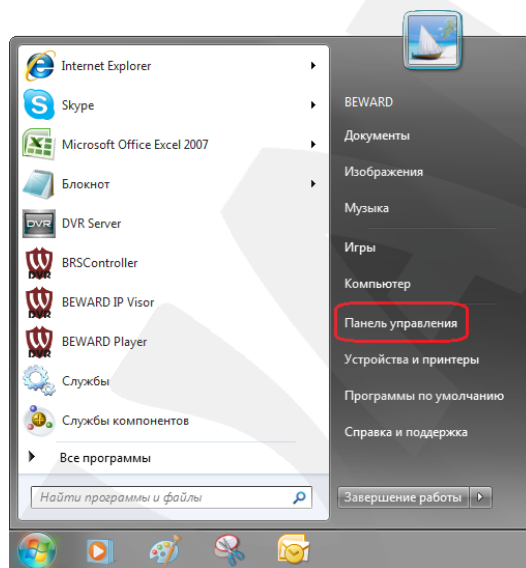 Internet Explorer
Skype
Microsoft Office Excel 2007
Блокнот
DVR Server
BRSController
BEWARD IP Visor
BEWARD Player
Службы
Службы компонентов
Все программы
Найти программы и файлы
BEWARD
Документы
Изображения
Музыка
Игры
Компьютер
Панель управления
Устройства и принтеры
Программы по умолчанию
Справка и поддержка
Завершение работы